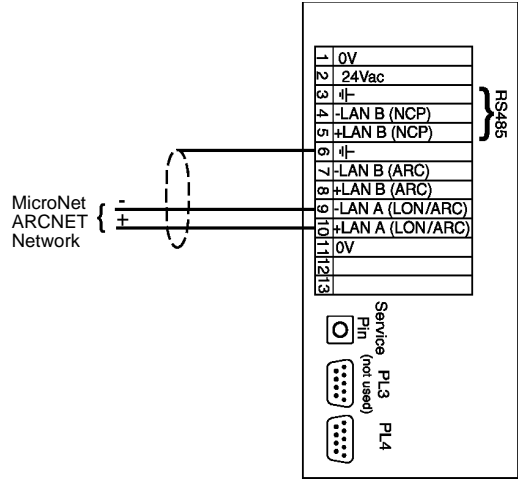 1 0V
2 24Vac
3
4 -LAN B (NCP)
5 +LAN B (NCP)
6
7 -LAN B (ARC)
8 +LAN B (ARC)
9 -LAN A (LON/ARC)
10 +LAN A (LON/ARC)
11 0V
12
13
} RS485
MicroNet
ARCNET
Network
{ -
+
Service
Pin
PL3
(not used)
PL4